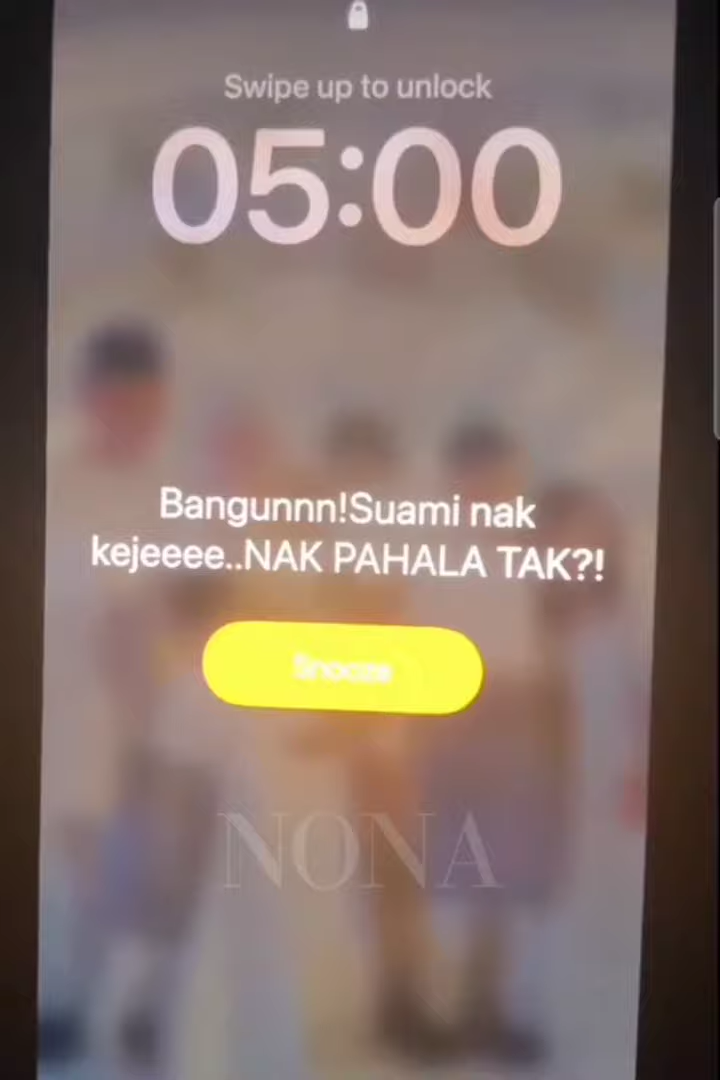 Swipe up to unlock
05:00
Bangunnn!Suami nak
kejeeee..NAK PAHALA TAK?!
Snooze
NONA